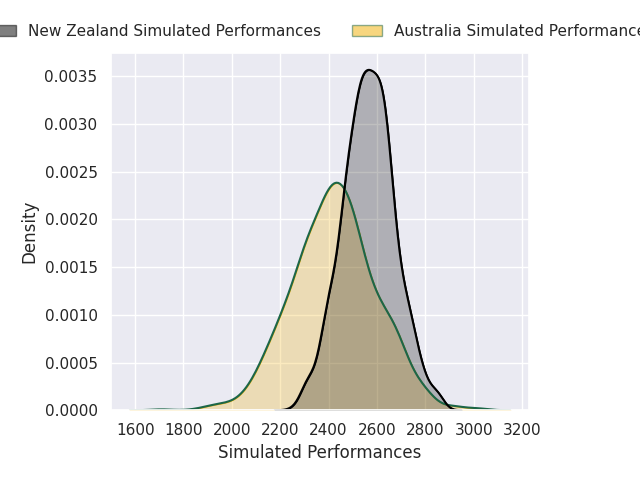 New Zealand Simulated Performances Australia Simulated Performance
0.0035
0.0030
0.0025
0.0020
0.0015
0.0010
0.0005
0.0000
Density
1600 1800 2000 2200 2400 2600 2800 3000 3200
Simulated Performances